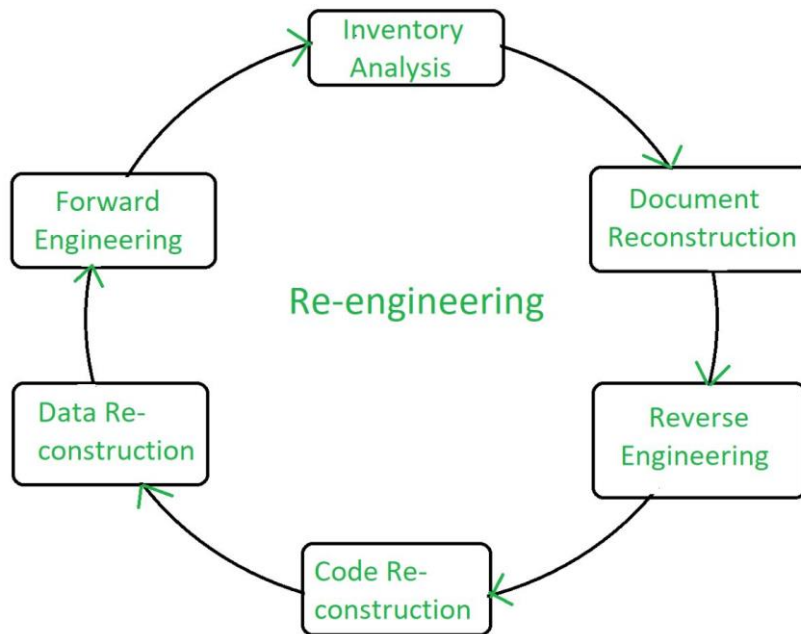 Inventory
Analysis
Document
Reconstruction
Reverse
Engineering
Code Re-
construction
Data Re-
construction
Forward
Engineering
Re-engineering